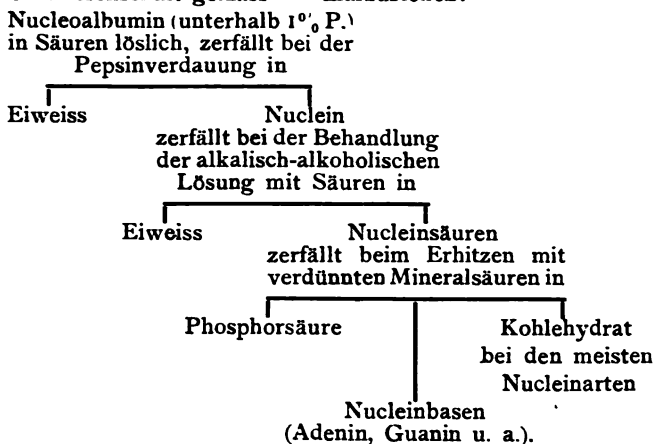 Nucleoalbumin (unterhalb 1% P.)
in Säuren löslich, zerfällt bei der
Pepsinverdauung in
Eiweiss Nuclein
zerfällt bei der Behandlung
der alkalisch-alkoholischen
Lösung mit Säuren in
Eiweiss Nucleinsäuren
zerfällt beim Erhitzen mit
verdünnten Mineralsäuren in
Phosphorsäure Kohlehydrat
bei den meisten
Nucleinarten
Nucleinbasen
(Adenin, Guanin u. a.).